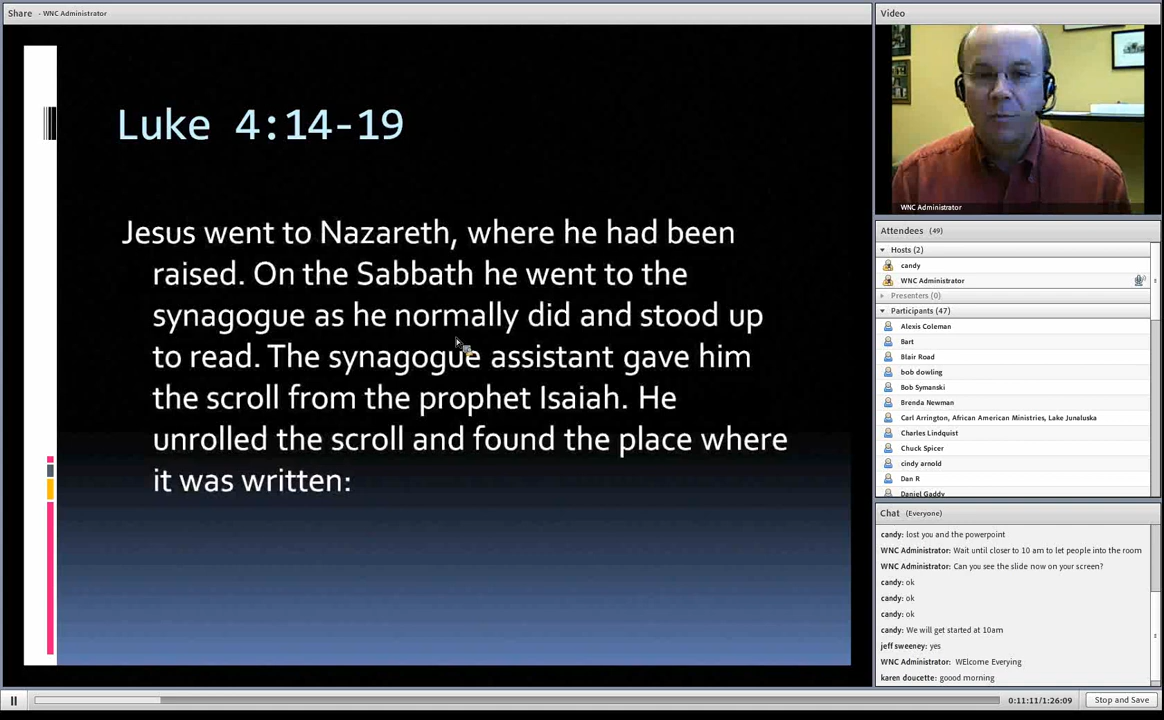 Share - WNC Administrator
Luke 4:14-19
Jesus went to Nazareth, where he had been
raised. On the Sabbath he went to the
synagogue as he normally did and stood up
to read. The synagogue assistant gave him
the scroll from the prophet Isaiah. He
unrolled the scroll and found the place where
it was written:
Video
WNC Administrator
Attendees (49)
Hosts (2)
candy
WNC Administrator
Presenters (0)
Participants (47)
Alexis Coleman
Bart
Blair Road
bob dowling
Bob Symanski
Brenda Newman
Carl Arrington, African American Ministries, Lake Junaluska
Charles Lindquist
Chuck Spicer
cindy arnold
Dan R
Daniel Gaddy
Chat (Everyone)
candy: lost you and the powerpoint
WNC Administrator: Wait until closer to 10 am to let people into the room
WNC Administrator: Can you see the slide now on your screen?
candy: ok
candy: ok
candy: ok
candy: We will get started at 10am
jeff sweeney: yes
WNC Administrator: WElcome Everying
karen doucette: goood morning
0:11:11/1:26:09
Stop and Save